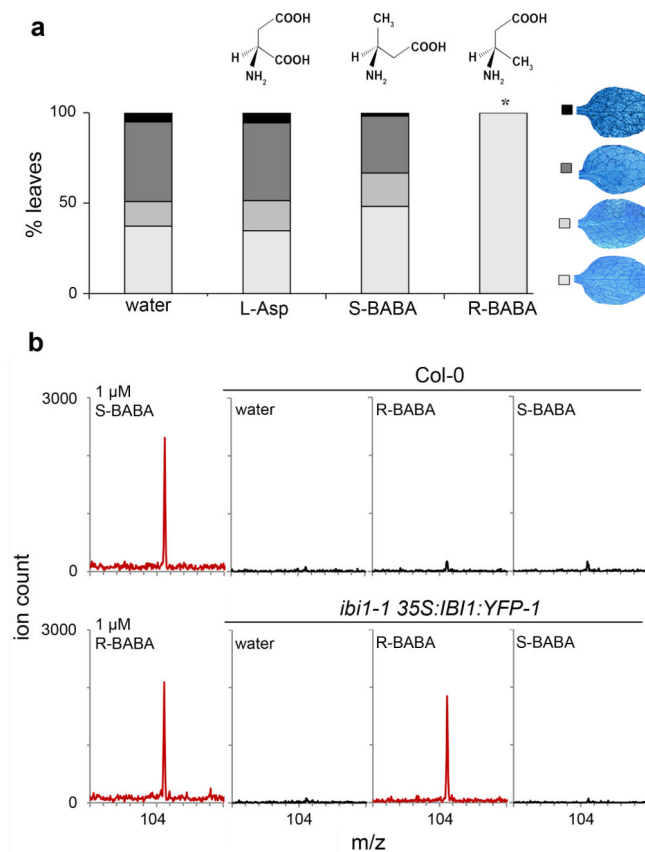 a
COOH
H
COOH
NH2
CH3
H
COOH
NH2
COOH
H
CH3
NH2
% leaves
100
50
0
*
water
L-Asp
S-BABA
R-BABA
b
Col-0
3000
1 µM
S-BABA
water
R-BABA
S-BABA
0
ion count
ibi1-1 35S:IBI1:YFP-1
3000
1 µM
R-BABA
water
R-BABA
S-BABA
0
104
104
104
104
m/z